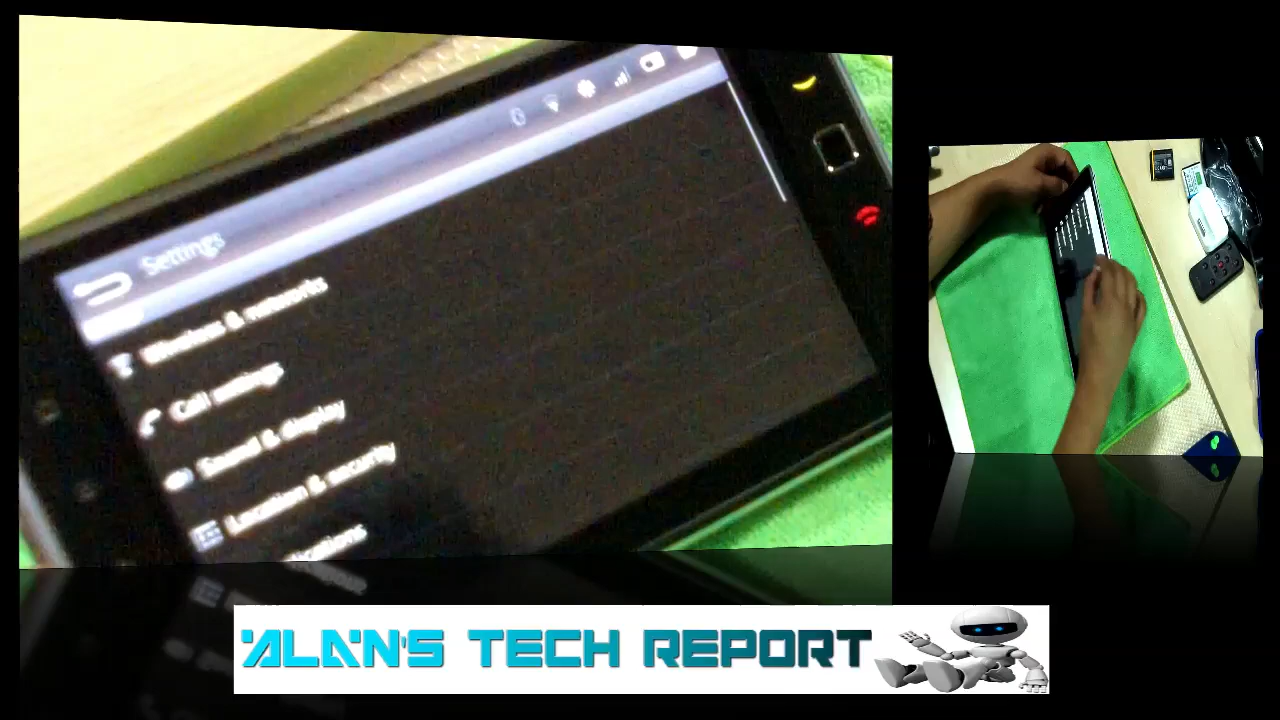 Settings
Wireless & networks
Call settings
Sound & display
Location & security
ALAN'S TECH REPORT